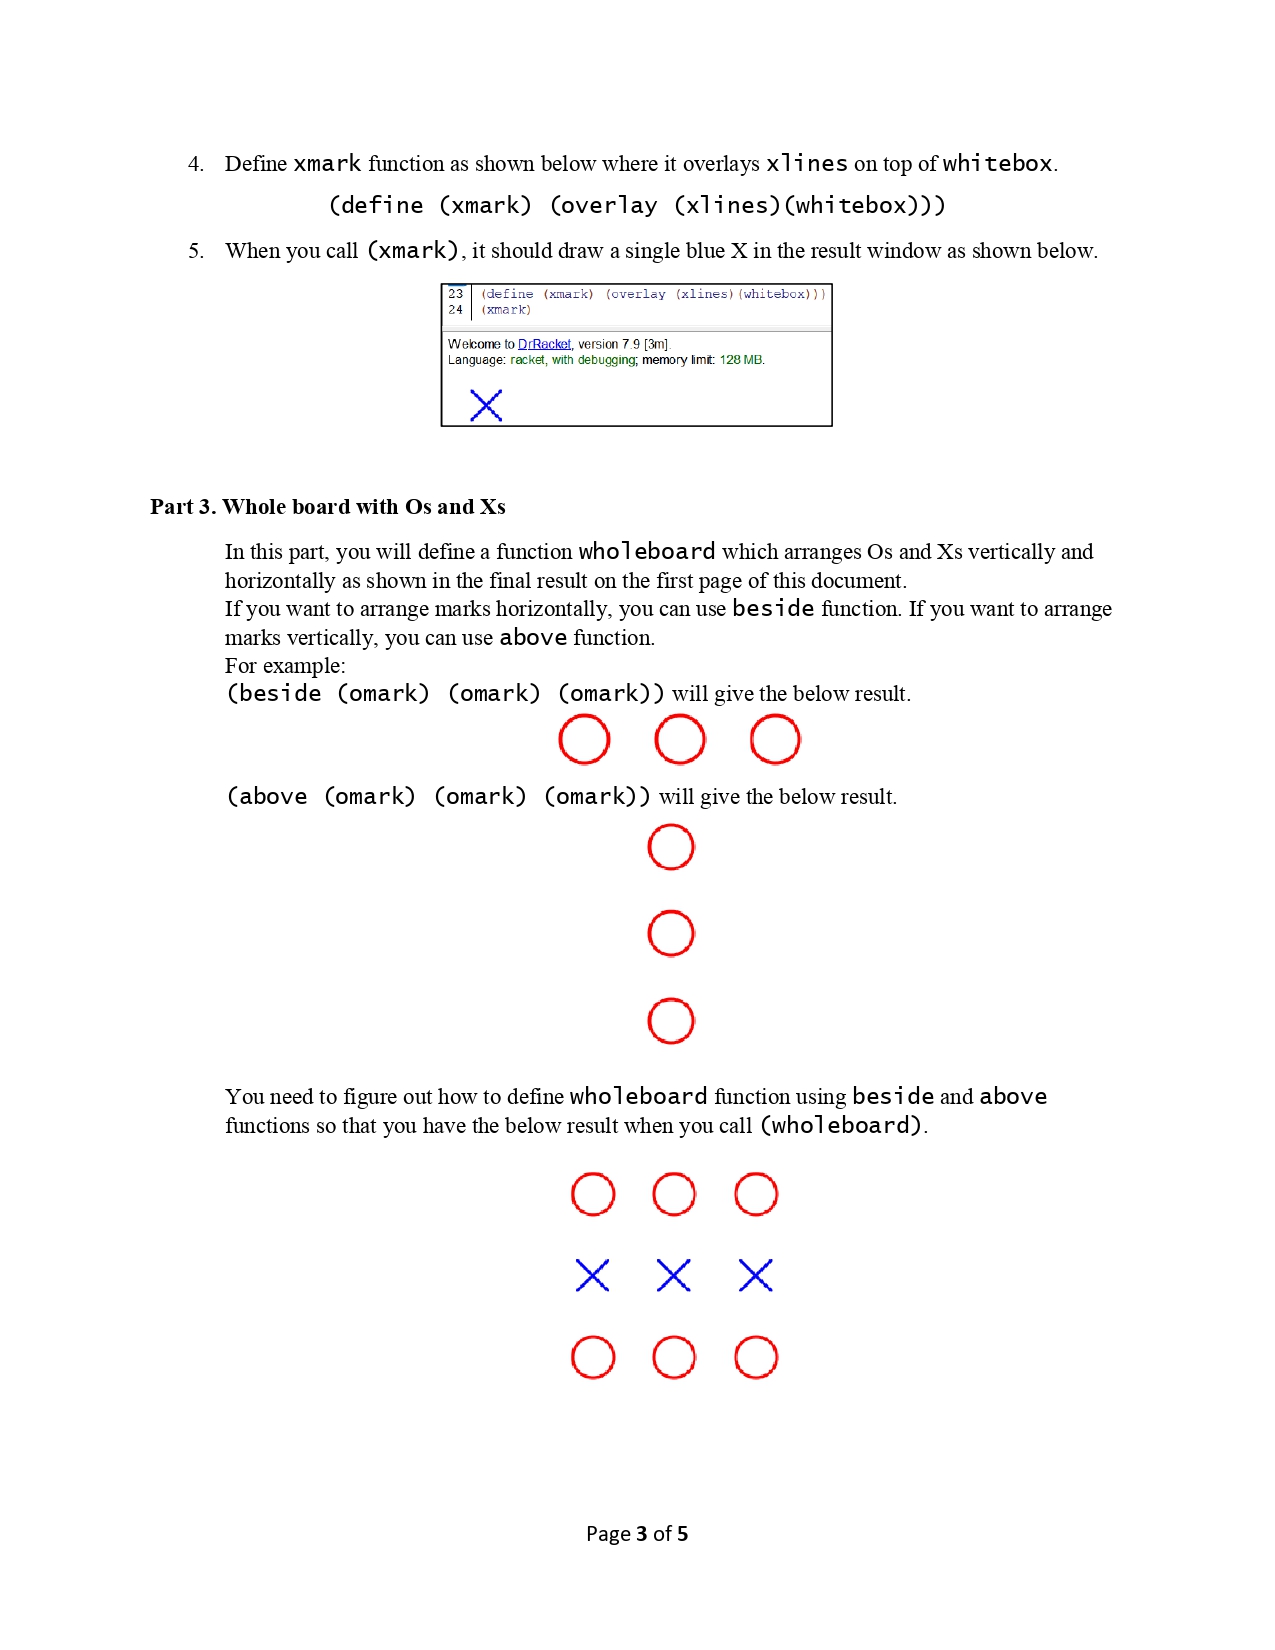 4. Define xmark function as shown below where it overlays xlines on top of whitebox.
(define (xmark) (overlay (xlines)(whitebox)))
5. When you call (xmark), it should draw a single blue X in the result window as shown below.
23 (define (xmark) (overlay (xlines)(whitebox)))
24 (xmark)
Welcome to DrRacket, version 7.9 [3m].
Language: racket, with debugging; memory limit: 128 MB.
Part 3. Whole board with Os and Xs
In this part, you will define a function wholeboard which arranges Os and Xs vertically and
horizontally as shown in the final result on the first page of this document.
If you want to arrange marks horizontally, you can use beside function. If you want to arrange
marks vertically, you can use above function.
For example:
(beside (omark) (omark) (omark)) will give the below result.
(above (omark) (omark) (omark)) will give the below result.
You need to figure out how to define wholeboard function using beside and above
functions so that you have the below result when you call (wholeboard).
Page 3 of 5